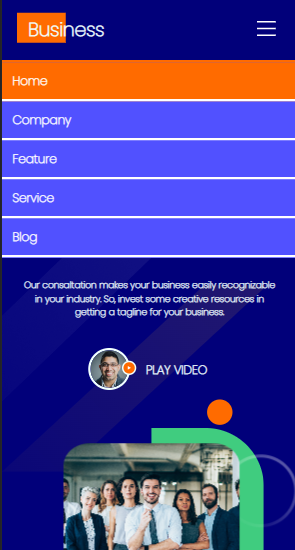 Business
Home
Company
Feature
Service
Blog
Our consaltation makes your business easily recognizable
in your industry. So, invest some creative resources in
getting a tagline for your business.
PLAY VIDEO